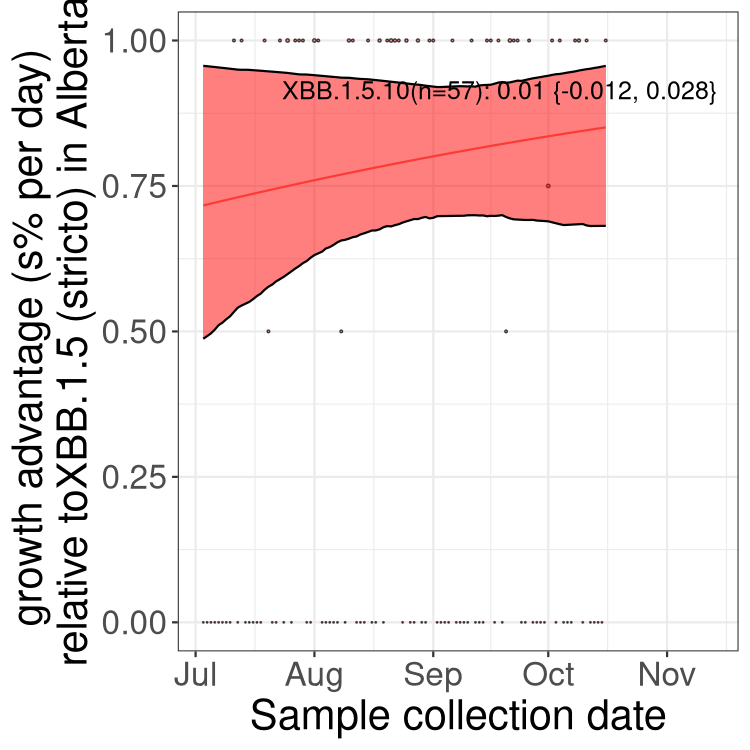 growth advantage (s% per day)
relative toXBB.1.5 (stricto) in Alberta
1.00
0.75
0.50
0.25
0.00
XBB.1.5.10(n=57): 0.01 {-0.012, 0.028}
Jul Aug Sep Oct Nov
Sample collection date